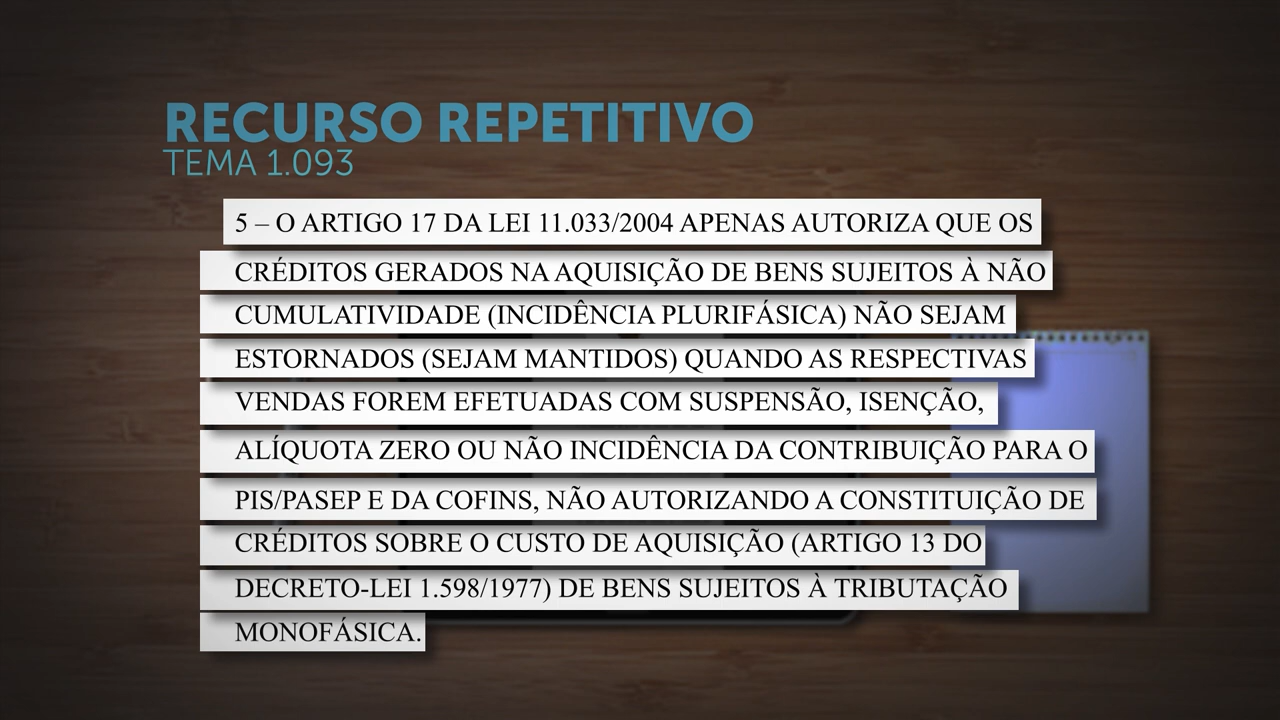 RECURSO REPETITIVO
TEMA 1.093
5 – O ARTIGO 17 DA LEI 11.033/2004 APENAS AUTORIZA QUE OS
CRÉDITOS GERADOS NA AQUISIÇÃO DE BENS SUJEITOS À NÃO
CUMULATIVIDADE (INCIDÊNCIA PLURIFÁSICA) NÃO SEJAM
ESTORNADOS (SEJAM MANTIDOS) QUANDO AS RESPECTIVAS
VENDAS FOREM EFETUADAS COM SUSPENSÃO, ISENÇÃO,
ALÍQUOTA ZERO OU NÃO INCIDÊNCIA DA CONTRIBUIÇÃO PARA O
PIS/PASEP E DA COFINS, NÃO AUTORIZANDO A CONSTITUIÇÃO DE
CRÉDITOS SOBRE O CUSTO DE AQUISIÇÃO (ARTIGO 13 DO
DECRETO-LEI 1.598/1977) DE BENS SUJEITOS À TRIBUTAÇÃO
MONOFÁSICA.